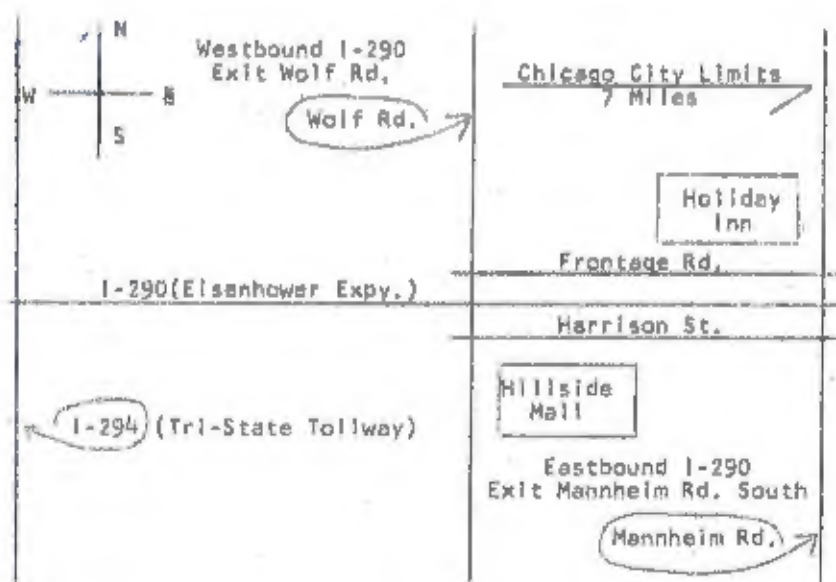 N
Westbound I-290
Exit Wolf Rd.
Chicago City Limits
7 Miles
W
E
Wolf Rd.
S
Holiday
Inn
Frontage Rd.
I-290(Eisenhower Expy.)
Harrison St.
Hillside
Mall
I-294 (Tri-State Tollway)
Eastbound I-290
Exit Mannheim Rd. South
Mannheim Rd.